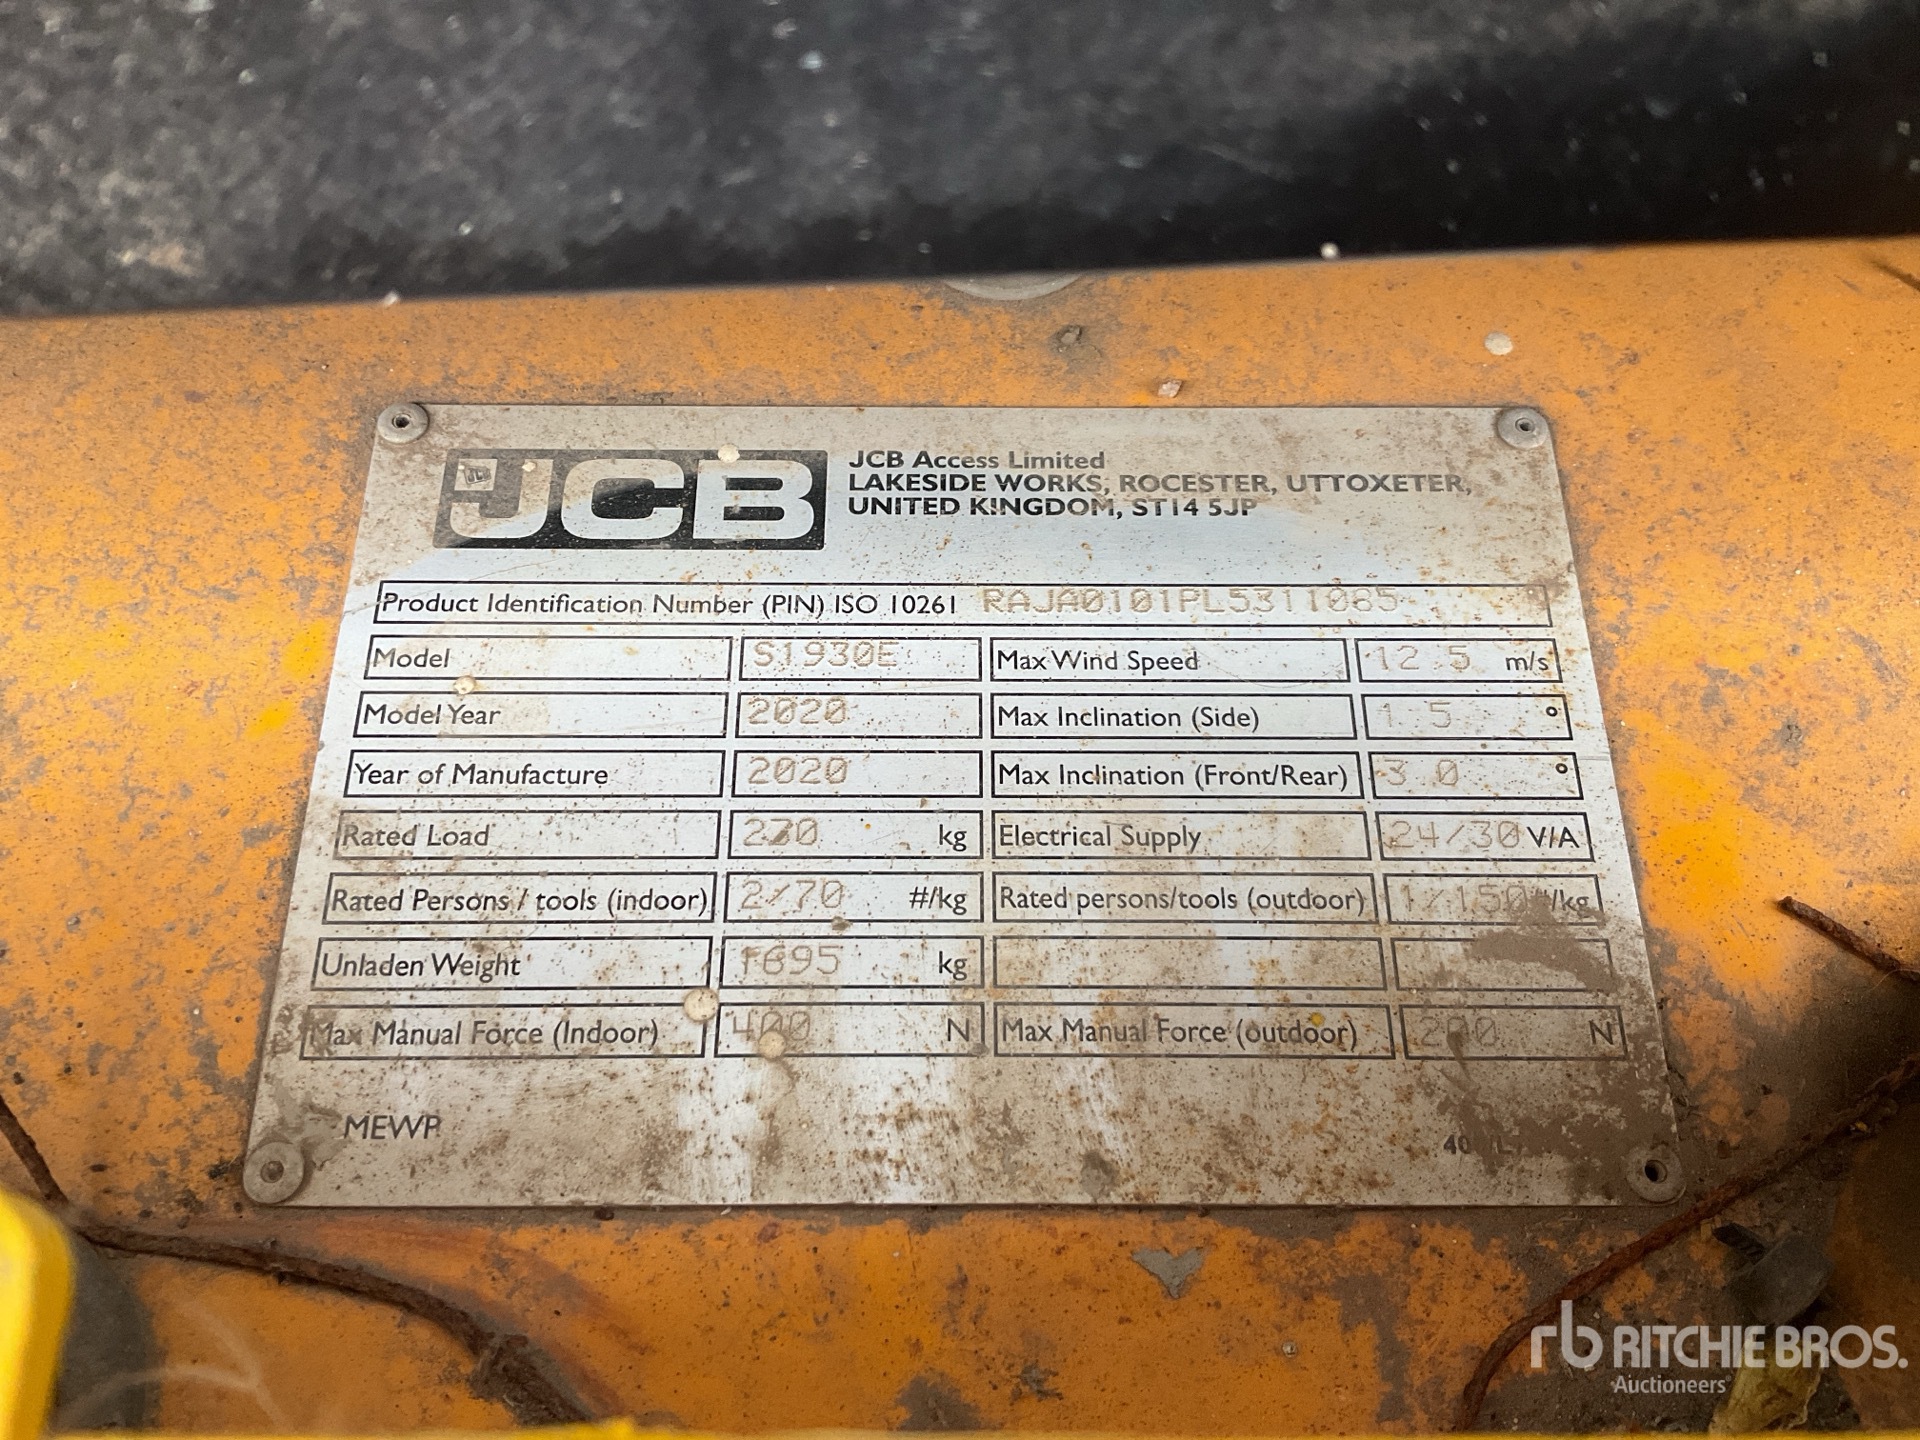 JCB
JCB Access Limited
LAKESIDE WORKS, ROCESTER, UTTOXETER,
UNITED KINGDOM, ST14 5JP
Product Identification Number (PIN) ISO 10261 RAJA0101PL5311085
Model S1930E Max Wind Speed 12.5 m/s
Model Year 2020 Max Inclination (Side) 1.5 °
Year of Manufacture 2020 Max Inclination (Front/Rear) 3.0 °
Rated Load 270 kg Electrical Supply 24/30 V/A
Rated Persons / tools (indoor) 2/70 #/kg Rated persons/tools (outdoor) 1/150 #/kg
Unladen Weight kg
Max Manual Force (Indoor) 400 N Max Manual Force (outdoor) 200 N
MEWP
rb RITCHIE BROS.
Auctioneers